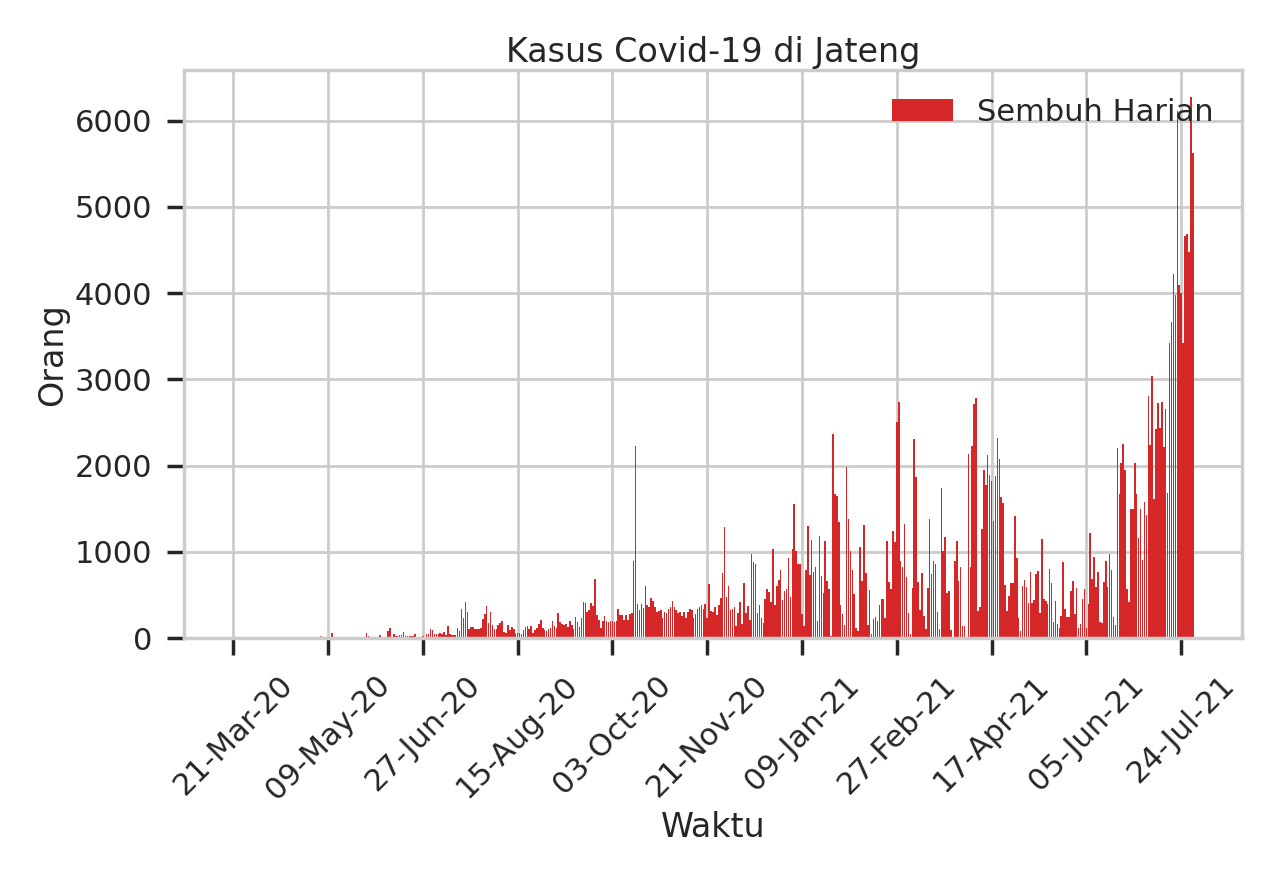 Kasus Covid-19 di Jateng
Sembuh Harian
6000
5000
4000
3000
2000
1000
0
Orang
21-Mar-20
09-May-20
27-Jun-20
15-Aug-20
03-Oct-20
21-Nov-20
09-Jan-21
27-Feb-21
17-Apr-21
05-Jun-21
24-Jul-21
Waktu